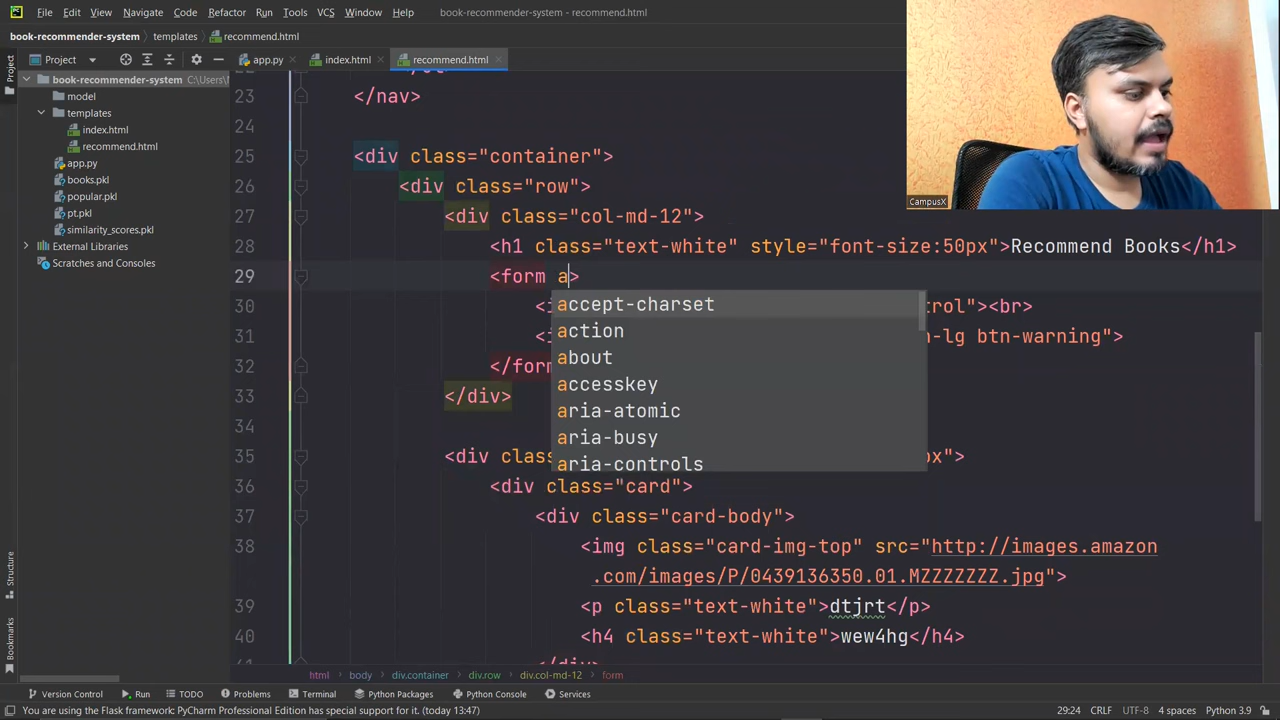 PC File Edit View Navigate Code Refactor Run Tools VCS Window Help book-recommender-system – recommend.html
book-recommender-system templates recommend.html
Project app.py index.html recommend.html
Project
book-recommender-system C:\Users\
model
templates
index.html
recommend.html
app.py
books.pkl
popular.pkl
pt.pkl
similarity_scores.pkl
External Libraries
Scratches and Consoles
23 </nav>
24
25 <div class="container">
26 <div class="row">
27 <div class="col-md-12">
28 <h1 class="text-white" style="font-size:50px">Recommend Books</h1>
29 <form a>
accept-charset
30 <i rol"><br>
action
31 <i n-lg btn-warning">
about
32 </form
accessskey
33 </div>
aria-atomic
34
aria-busy
35 <div class px">
aria-controls
36 <div class="card">
37 <div class="card-body">
38 <img class="card-img-top" src="http://images.amazon
.com/images/P/0439136350.01.MZZZZZZZ.jpg">
39 <p class="text-white">dtjrt</p>
40 <h4 class="text-white">wew4hg</h4>
CampusX
html body div.container div.row div.col-md-12 form
Structure
Bookmarks
Version Control Run TODO Problems Terminal Python Packages Python Console Services
You are using the Flask framework: PyCharm Professional Edition has special support for it. (today 13:47) 29:24 CRLF UTF-8 4 spaces Python 3.9